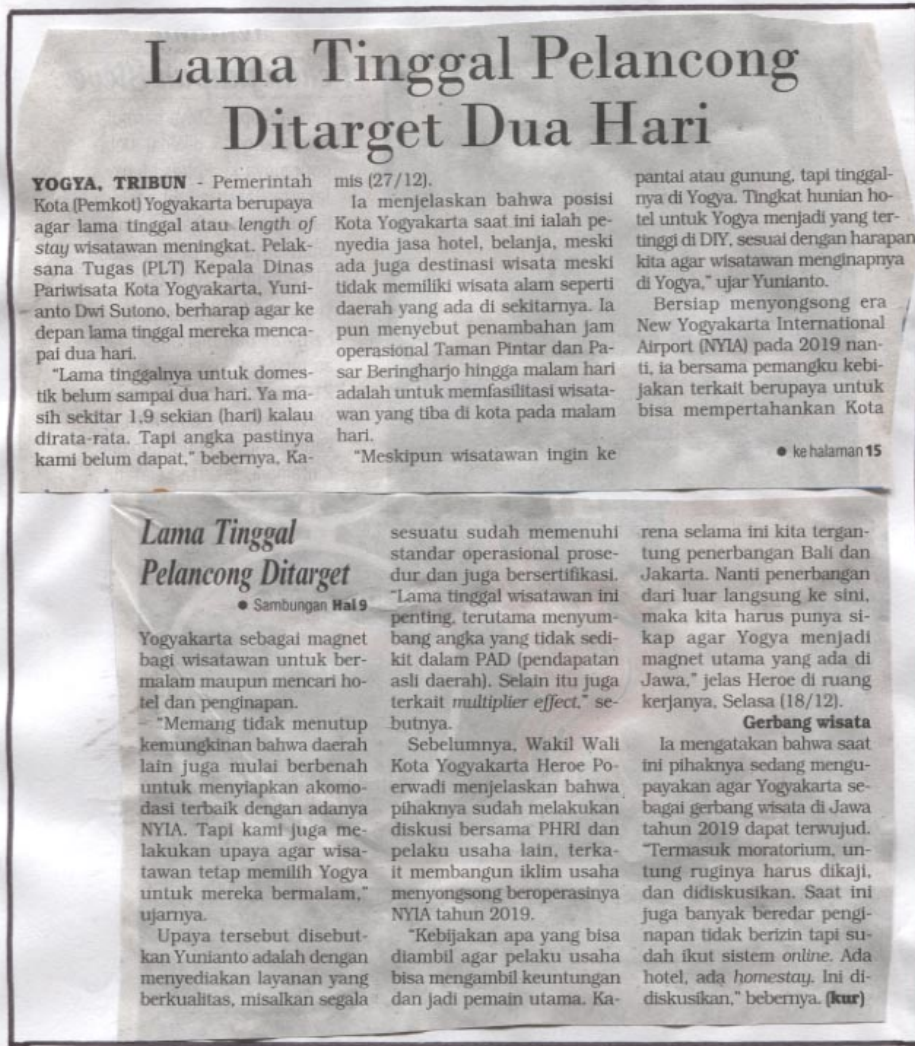 Lama Tinggal Pelancong
Ditarget Dua Hari
YOGYA, TRIBUN - Pemerintah
Kota (Pemkot) Yogyakarta berupaya
agar lama tinggal atau length of
stay wisatawan meningkat. Pelak-
sana Tugas (PLT) Kepala Dinas
Pariwisata Kota Yogyakarta, Yuni-
anto Dwi Sutono, berharap agar ke
depan lama tinggal mereka menca-
pai dua hari.
"Lama tinggalnya untuk domes-
tik belum sampai dua hari. Ya ma-
sih sekitar 1,9 sekian (hari) kalau
dirata-rata. Tapi angka pastinya
kami belum dapat," bebernya, Ka-
mis (27/12).
Ia menjelaskan bahwa posisi
Kota Yogyakarta saat ini ialah pe-
nyedia jasa hotel, belanja, meski
ada juga destinasi wisata meski
tidak memiliki wisata alam seperti
daerah yang ada di sekitarnya. Ia
pun menyebut penambahan jam
operasional Taman Pintar dan Pa-
sar Beringharjo hingga malam hari
adalah untuk memfasilitasi wisata-
wan yang tiba di kota pada malam
hari.
"Meskipun wisatawan ingin ke
pantai atau gunung, tapi tinggal-
nya di Yogya. Tingkat hunian ho-
tel untuk Yogya menjadi yang ter-
tinggi di DIY, sesuai dengan harapan
kita agar wisatawan menginapnya
di Yogya," ujar Yunianto.
Bersiap menyongsong era
New Yogyakarta International
Airport (NYIA) pada 2019 nan-
ti, ia bersama pemangku kebi-
jakan terkait berupaya untuk
bisa mempertahankan Kota
● ke halaman 15
Lama Tinggal
Pelancong Ditarget
● Sambungan Hal 9
Yogyakarta sebagai magnet
bagi wisatawan untuk ber-
malam maupun mencari ho-
tel dan penginapan.
"Memang tidak menutup
kemungkinan bahwa daerah
lain juga mulai berbenah
untuk menyiapkan akomo-
dasi terbaik dengan adanya
NYIA. Tapi kami juga me-
lakukan upaya agar wisa-
tawan tetap memilih Yogya
untuk mereka bermalam,"
ujarnya.
Upaya tersebut disebut-
kan Yunianto adalah dengan
menyediakan layanan yang
berkualitas, misalkan segala
sesuatu sudah memenuhi
standar operasional prose-
dur dan juga bersertifikasi.
"Lama tinggal wisatawan ini
penting, terutama menyum-
bang angka yang tidak sedi-
kit dalam PAD (pendapatan
asli daerah). Selain itu juga
terkait multiplier effect," se-
butnya.
Sebelumnya, Wakil Wali
Kota Yogyakarta Heroe Po-
erwadi menjelaskan bahwa
pihaknya sudah melakukan
diskusi bersama PHRI dan
pelaku usaha lain, terka-
it membangun iklim usaha
menyongsong beroperasinya
NYIA tahun 2019.
"Kebijakan apa yang bisa
diambil agar pelaku usaha
bisa mengambil keuntungan
dan jadi pemain utama. Ka-
rena selama ini kita tergan-
tung penerbangan Bali dan
Jakarta. Nanti penerbangan
dari luar langsung ke sini,
maka kita harus punya si-
kap agar Yogya menjadi
magnet utama yang ada di
Jawa," jelas Heroe di ruang
kerjanya, Selasa (18/12).
Gerbang wisata
Ia mengatakan bahwa saat
ini pihaknya sedang mengu-
payakan agar Yogyakarta se-
bagai gerbang wisata di Jawa
tahun 2019 dapat terwujud.
"Termasuk moratorium, un-
tung ruginya harus dikaji,
dan didiskusikan. Saat ini
juga banyak beredar pengi-
napan tidak berizin tapi su-
dah ikut sistem online. Ada
hotel, ada homestay. Ini di-
diskusikan," bebernya. (kur)